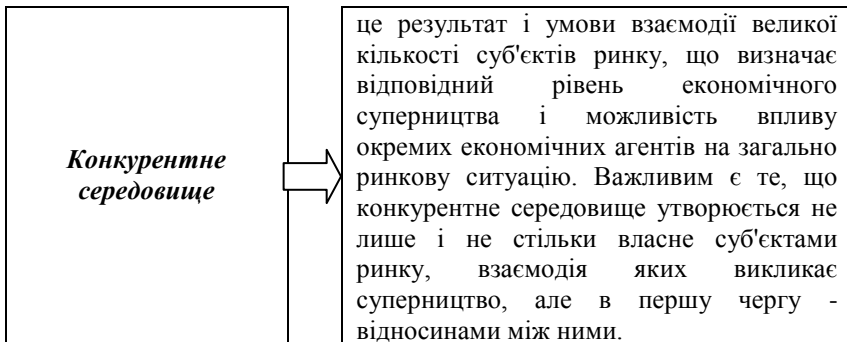 Конкурентне
середовище
це результат і умови взаємодії великої
кількості суб'єктів ринку, що визначає
відповідний рівень економічного
суперництва і можливість впливу
окремих економічних агентів на загально
ринкову ситуацію. Важливим є те, що
конкурентне середовище утворюється не
лише і не стільки власне суб'єктами
ринку, взаємодія яких викликає
суперництво, але в першу чергу -
відносинами між ними.